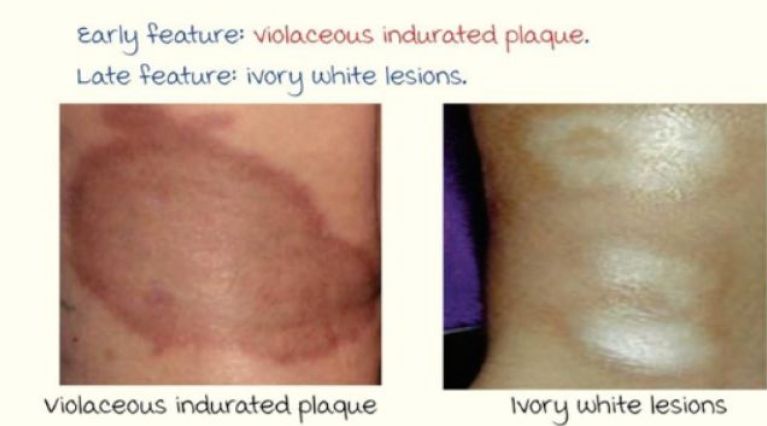 Early feature: violaceous indurated plaque.
Late feature: ivory white lesions.
Violaceous indurated plaque
Ivory white lesions